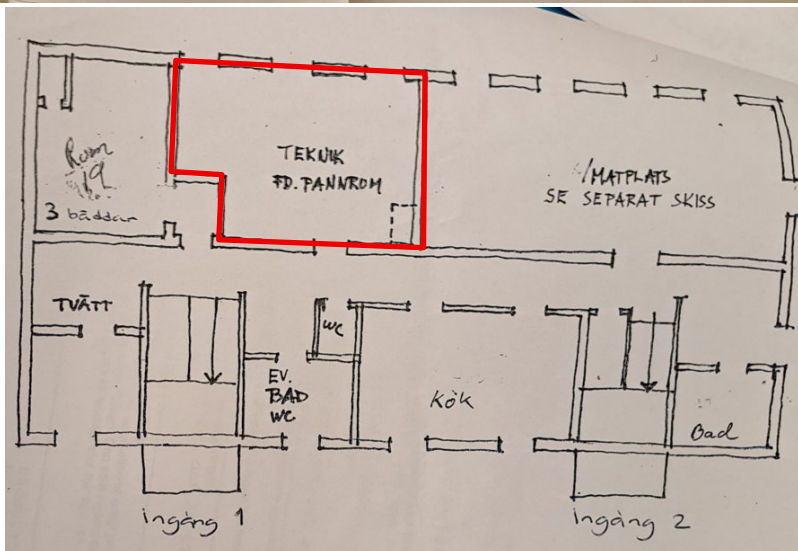 TEKNIK
FD. PANNROM
MATPLATS
SE SEPARAT SKISS
Rum
19
3 bäddar
TVÄTT
WC
EV.
BAD
WC
Kök
Bad
ingång 1
ingång 2